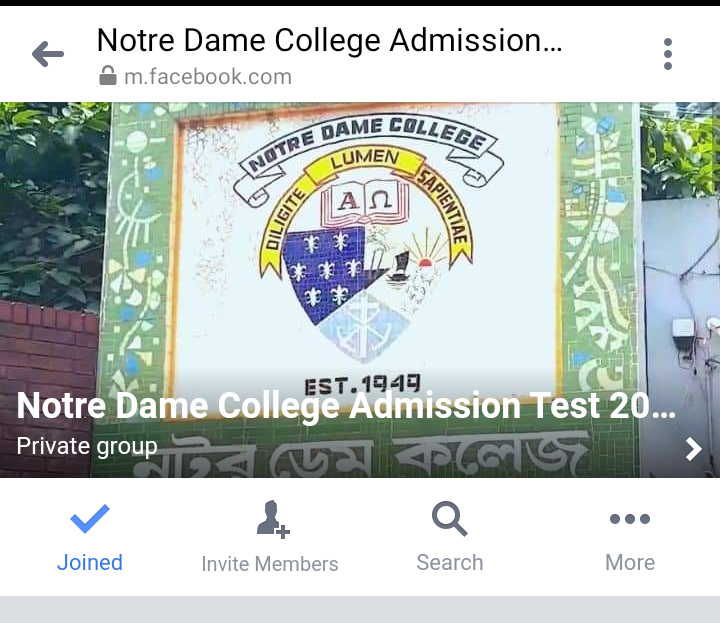 Notre Dame College Admission...
m.facebook.com
NOTRE DAME COLLEGE
LUMEN
DILIGITE
SAPIENTIAE
A Ω
EST.1949
Notre Dame College Admission Test 20...
Private group
নটর ডেম কলেজ
Joined
Invite Members
Search
More